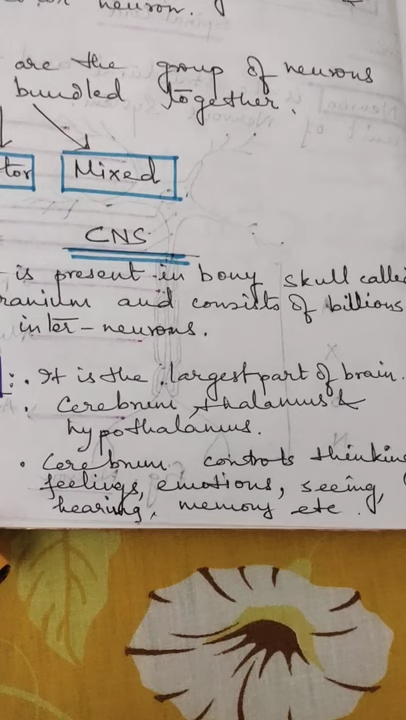 neuron.
are the group of neurons
bundled together.
tor Mixed
CNS
is present in bony skull calle
ranium and consists of billions
inter-neurons.
: . It is the largest part of brain.
. Cerebrum, thalamus &
hypothalamus.
. Cerebrum controls thinkin
feelings, emotions, seeing,
hearing, memory etc.